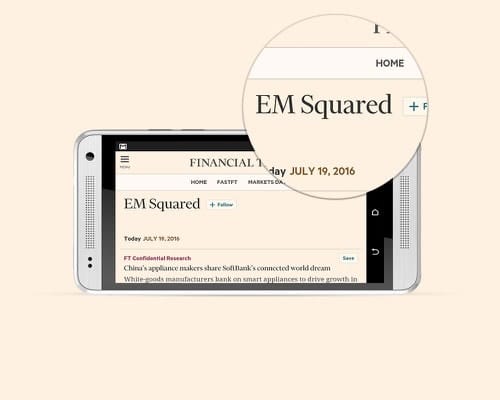 HOME
EM Squared
JULY 19, 2016
MENU
FINANCIAL
HOME FASTFT MARKETS
EM Squared + Follow
Today JULY 19, 2016
FT Confidential Research Save
China's appliance makers share SoftBank's connected world dream
White-goods manufacturers bank on smart appliances to drive growth in